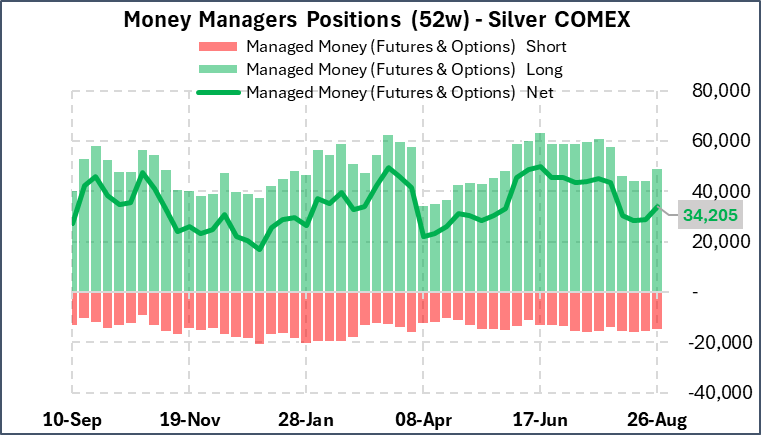 Money Managers Positions (52w) - Silver COMEX
Managed Money (Futures & Options) Short
Managed Money (Futures & Options) Long
Managed Money (Futures & Options) Net
80,000
60,000
40,000
34,205
20,000
-
-20,000
-40,000
10-Sep 19-Nov 28-Jan 08-Apr 17-Jun 26-Aug